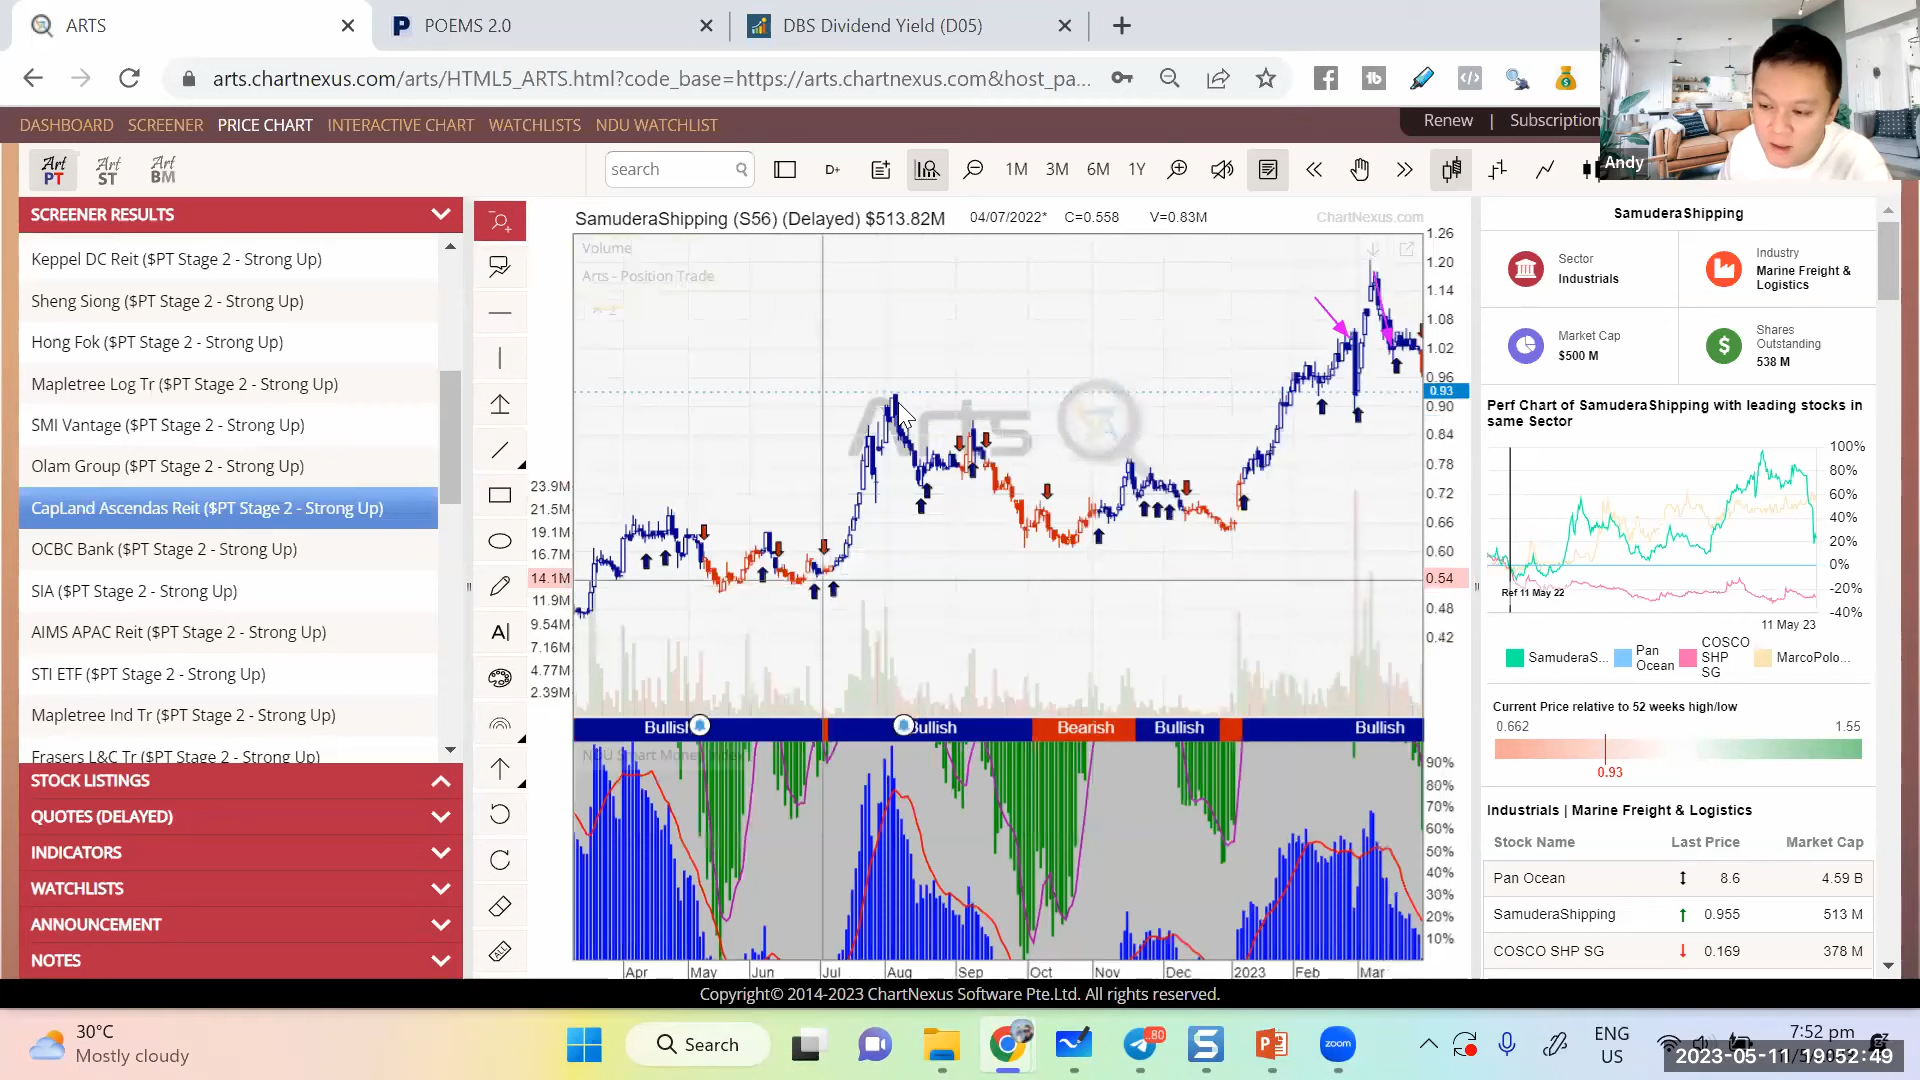 ARTS
POEMS 2.0
DBS Dividend Yield (D05)
arts.chartnexus.com/arts/HTML5_ARTS.html?code_base=https://arts.chartnexus.com&host_pa...
DASHBOARD SCREENER PRICE CHART INTERACTIVE CHART WATCHLISTS NDU WATCHLIST
Renew | Subscription
Andy
Art PT
Art ST
Art BM
search
D+
1M 3M 6M 1Y
SCREENER RESULTS
Keppel DC Reit ($PT Stage 2 - Strong Up)
Sheng Siong ($PT Stage 2 - Strong Up)
Hong Fok ($PT Stage 2 - Strong Up)
Mapletree Log Tr ($PT Stage 2 - Strong Up)
SMI Vantage ($PT Stage 2 - Strong Up)
Olam Group ($PT Stage 2 - Strong Up)
CapLand Ascendas Reit ($PT Stage 2 - Strong Up)
OCBC Bank ($PT Stage 2 - Strong Up)
SIA ($PT Stage 2 - Strong Up)
AIMS APAC Reit ($PT Stage 2 - Strong Up)
STI ETF ($PT Stage 2 - Strong Up)
Mapletree Ind Tr ($PT Stage 2 - Strong Up)
Frasers L&C Tr ($PT Stage 2 - Strong Up)
STOCK LISTINGS
QUOTES (DELAYED)
INDICATORS
WATCHLISTS
ANNOUNCEMENT
NOTES
A|
SamuderaShipping (S56) (Delayed) $513.82M 04/07/2022* C=0.558 V=0.83M
ChartNexus.com
Volume
Arts - Position Trade
Arts
1.26
1.20
1.14
1.08
1.02
0.96
0.93
0.90
0.84
0.78
0.72
0.66
0.60
0.54
0.48
0.42
23.9M
21.5M
19.1M
16.7M
14.1M
11.9M
9.54M
7.16M
4.77M
2.39M
Bullish Bullish Bearish Bullish Bullish
NDU Smart Money Index
90%
80%
70%
60%
50%
40%
30%
20%
10%
Apr May Jun Jul Aug Sep Oct Nov Dec 2023 Feb Mar
SamuderaShipping
Sector
Industrials
Industry
Marine Freight &
Logistics
Market Cap
$500 M
Shares
Outstanding
538 M
Perf Chart of SamuderaShipping with leading stocks in
same Sector
100%
80%
60%
40%
20%
0%
-20%
-40%
Ref 11 May 22
11 May 23
SamuderaS...
Pan
Ocean
COSCO
SHP
SG
MarcoPolo...
Current Price relative to 52 weeks high/low
0.662 1.55
0.93
Industrials | Marine Freight & Logistics
Stock Name Last Price Market Cap
Pan Ocean 8.6 4.59 B
SamuderaShipping 0.955 513 M
COSCO SHP SG 0.169 378 M
Copyright© 2014-2023 ChartNexus Software Pte.Ltd. All rights reserved.
30°C
Mostly cloudy
Search
80
zoom
ENG
US
7:52 pm
2023-05-11 19:52:49